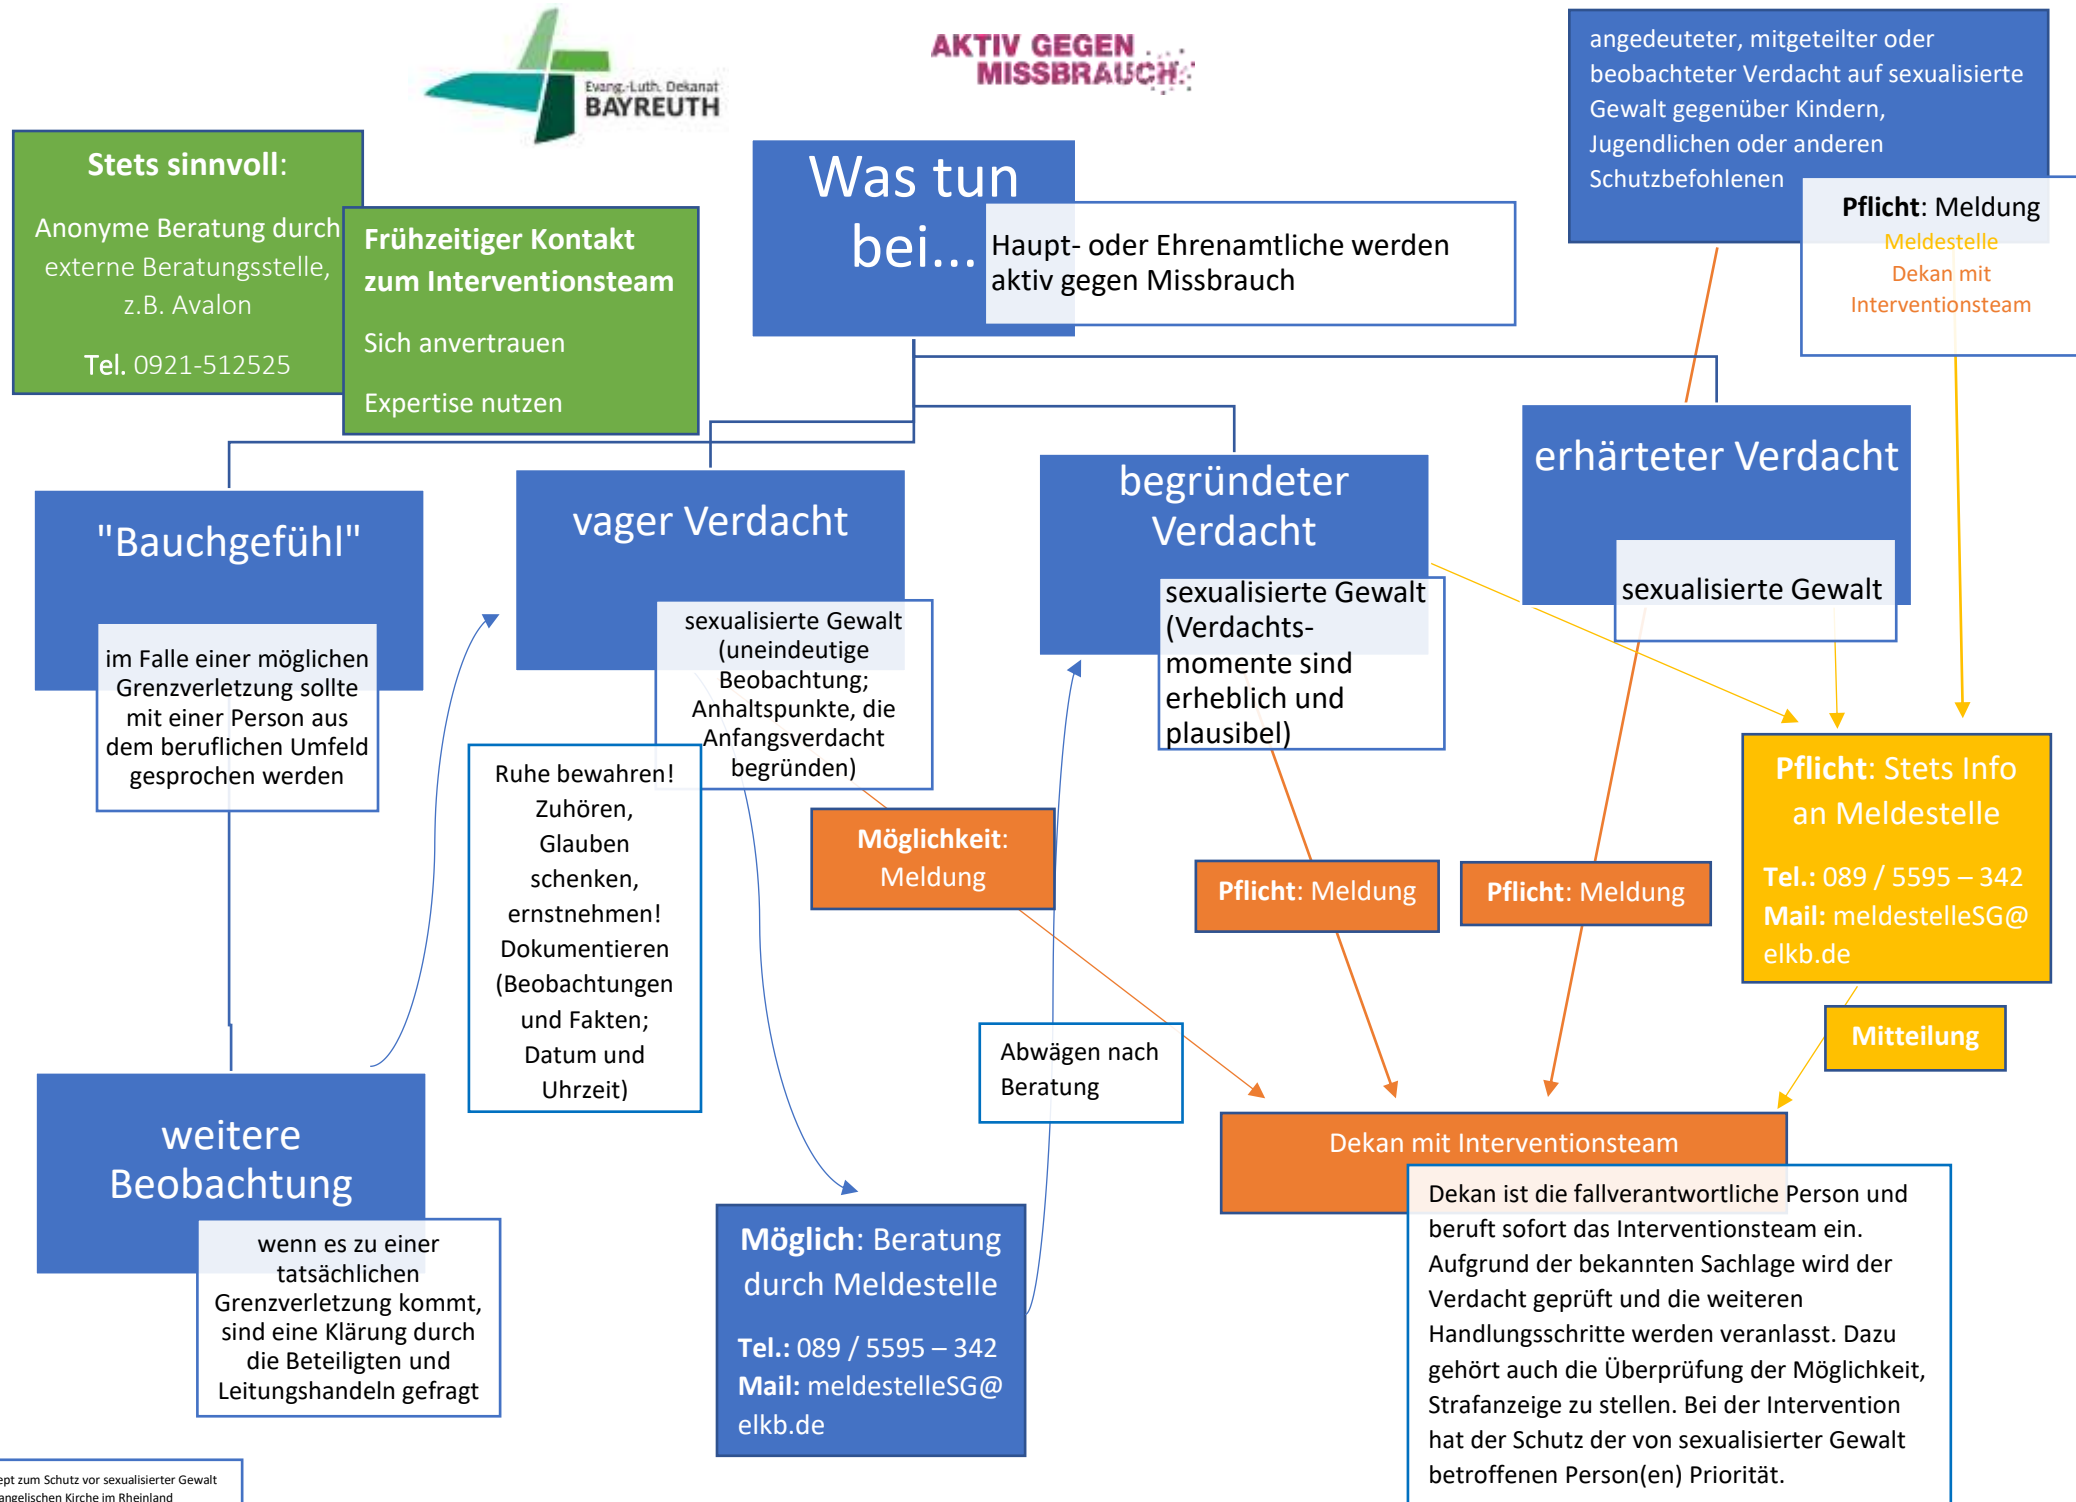 Evang.-Luth. Dekanat
BAYREUTH
AKTIV GEGEN
MISSBRAUCH
angedeuteter, mitgeteilter oder
beobachteter Verdacht auf sexualisierte
Gewalt gegenüber Kindern,
Jugendlichen oder anderen
Schutzbefohlenen
Pflicht: Meldung
Meldestelle
Dekan mit
Interventionsteam
Stets sinnvoll:
Anonyme Beratung durch
externe Beratungsstelle,
z.B. Avalon
Tel. 0921-512525
Frühzeitiger Kontakt
zum Interventionsteam
Sich anvertrauen
Expertise nutzen
Was tun
bei...
Haupt- oder Ehrenamtliche werden
aktiv gegen Missbrauch
"Bauchgefühl"
im Falle einer möglichen
Grenzverletzung sollte
mit einer Person aus
dem beruflichen Umfeld
gesprochen werden
vager Verdacht
sexualisierte Gewalt
(uneindeutige
Beobachtung;
Anhaltspunkte, die
Anfangsverdacht
begründen)
begründeter
Verdacht
sexualisierte Gewalt
(Verdachts-
momente sind
erheblich und
plausibel)
erhärteter Verdacht
sexualisierte Gewalt
Ruhe bewahren!
Zuhören,
Glauben
schenken,
ernstnehmen!
Dokumentieren
(Beobachtungen
und Fakten;
Datum und
Uhrzeit)
Möglichkeit:
Meldung
Pflicht: Meldung
Pflicht: Meldung
Pflicht: Stets Info
an Meldestelle
Tel.: 089 / 5595 – 342
Mail: meldestelleSG@
elkb.de
Mitteilung
Abwägen nach
Beratung
weitere
Beobachtung
wenn es zu einer
tatsächlichen
Grenzverletzung kommt,
sind eine Klärung durch
die Beteiligten und
Leitungshandeln gefragt
Möglich: Beratung
durch Meldestelle
Tel.: 089 / 5595 – 342
Mail: meldestelleSG@
elkb.de
Dekan mit Interventionsteam
Dekan ist die fallverantwortliche Person und
beruft sofort das Interventionsteam ein.
Aufgrund der bekannten Sachlage wird der
Verdacht geprüft und die weiteren
Handlungsschritte werden veranlasst. Dazu
gehört auch die Überprüfung der Möglichkeit,
Strafanzeige zu stellen. Bei der Intervention
hat der Schutz der von sexualisierter Gewalt
betroffenen Person(en) Priorität.
zum Schutz vor sexualisierter Gewalt
Kirche im Rheinland